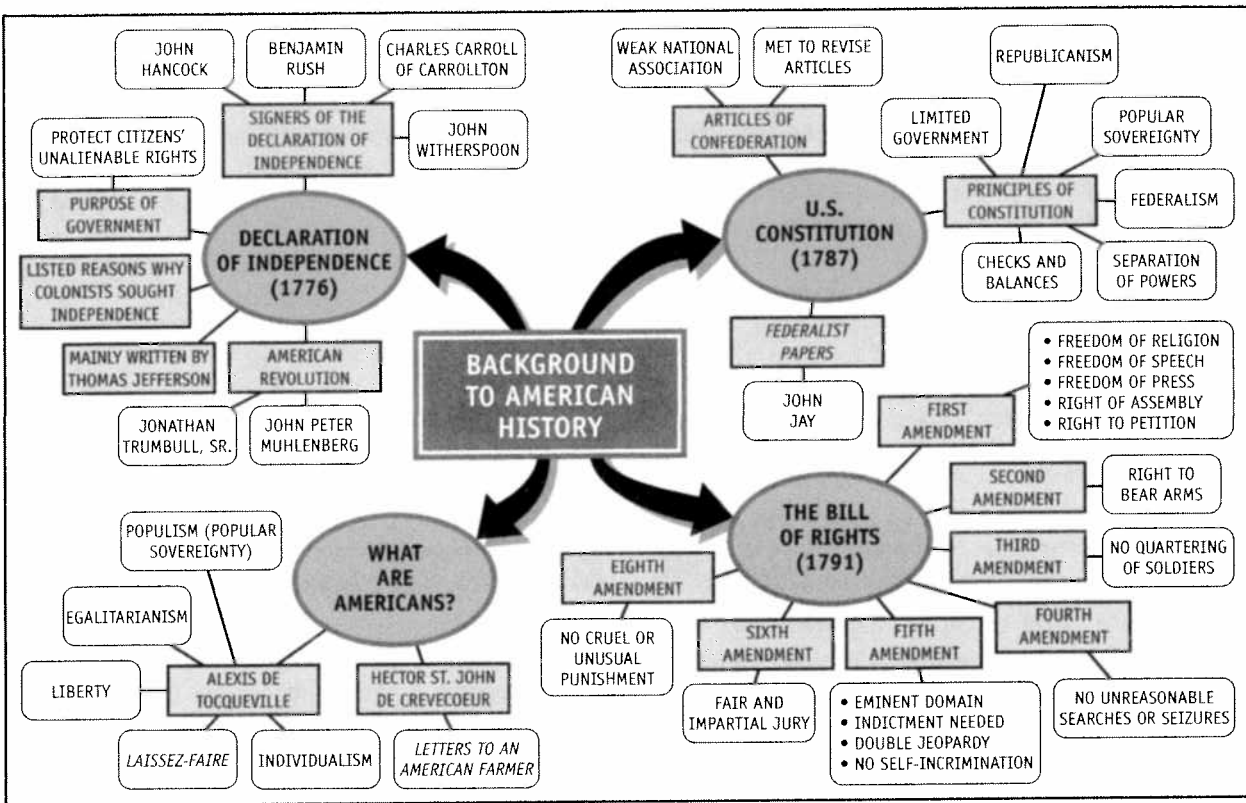 JOHN
HANCOCK
BENJAMIN
RUSH
CHARLES CARROLL
OF CARROLLTON
SIGNERS OF THE
DECLARATION OF
INDEPENDENCE
JOHN
WITHERSPOON
PROTECT CITIZENS'
UNALIENABLE RIGHTS
PURPOSE OF
GOVERNMENT
DECLARATION
OF INDEPENDENCE
(1776)
LISTED REASONS WHY
COLONISTS SOUGHT
INDEPENDENCE
MAINLY WRITTEN BY
THOMAS JEFFERSON
AMERICAN
REVOLUTION
JONATHAN
TRUMBULL, SR.
JOHN PETER
MUHLENBERG
WEAK NATIONAL
ASSOCIATION
MET TO REVISE
ARTICLES
ARTICLES OF
CONFEDERATION
REPUBLICANISM
LIMITED
GOVERNMENT
POPULAR
SOVEREIGNTY
U.S.
CONSTITUTION
(1787)
PRINCIPLES OF
CONSTITUTION
FEDERALISM
CHECKS AND
BALANCES
SEPARATION
OF POWERS
FEDERALIST
PAPERS
JOHN
JAY
BACKGROUND
TO AMERICAN
HISTORY
• FREEDOM OF RELIGION
• FREEDOM OF SPEECH
• FREEDOM OF PRESS
• RIGHT OF ASSEMBLY
• RIGHT TO PETITION
FIRST
AMENDMENT
SECOND
AMENDMENT
RIGHT TO
BEAR ARMS
THE BILL
OF RIGHTS
(1791)
THIRD
AMENDMENT
NO QUARTERING
OF SOLDIERS
EIGHTH
AMENDMENT
NO CRUEL OR
UNUSUAL
PUNISHMENT
SIXTH
AMENDMENT
FAIR AND
IMPARTIAL JURY
FIFTH
AMENDMENT
• EMINENT DOMAIN
• INDICTMENT NEEDED
• DOUBLE JEOPARDY
• NO SELF-INCRIMINATION
FOURTH
AMENDMENT
NO UNREASONABLE
SEARCHES OR SEIZURES
WHAT
ARE
AMERICANS?
POPULISM (POPULAR
SOVEREIGNTY)
EGALITARIANISM
LIBERTY
ALEXIS DE
TOCQUEVILLE
LAISSEZ-FAIRE
INDIVIDUALISM
HECTOR ST. JOHN
DE CREVECOEUR
LETTERS TO AN
AMERICAN FARMER